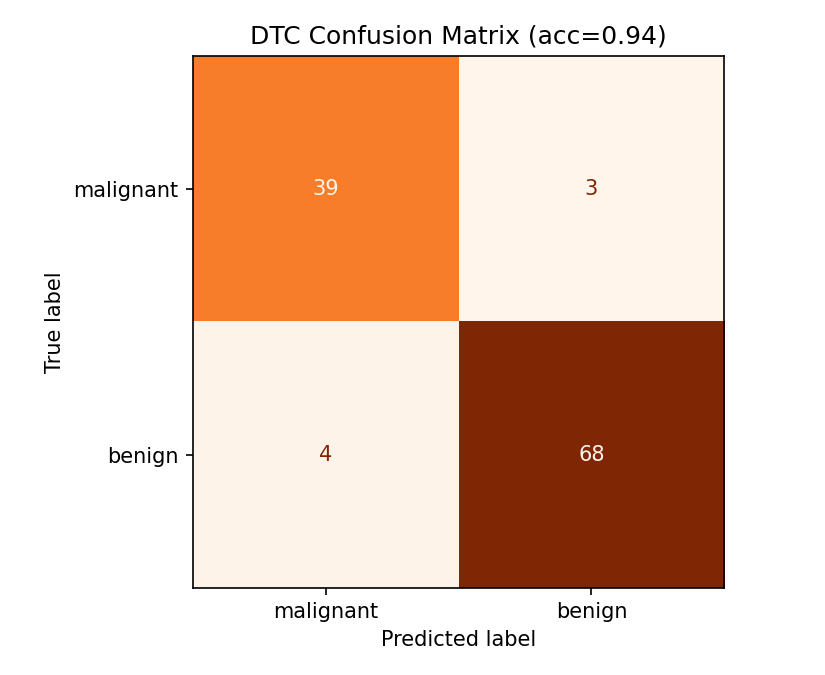 DTC Confusion Matrix (acc=0.94)
malignant
39
3
True label
benign
4
68
malignant
benign
Predicted label